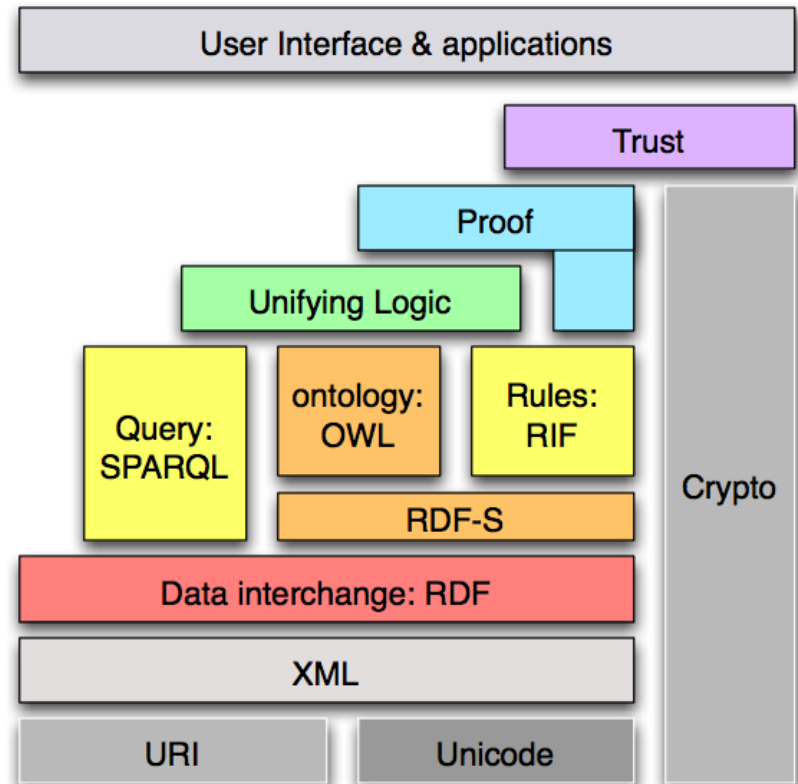 User Interface & applications
Trust
Proof
Unifying Logic
Query:
SPARQL
ontology:
OWL
Rules:
RIF
Crypto
RDF-S
Data interchange: RDF
XML
URI
Unicode